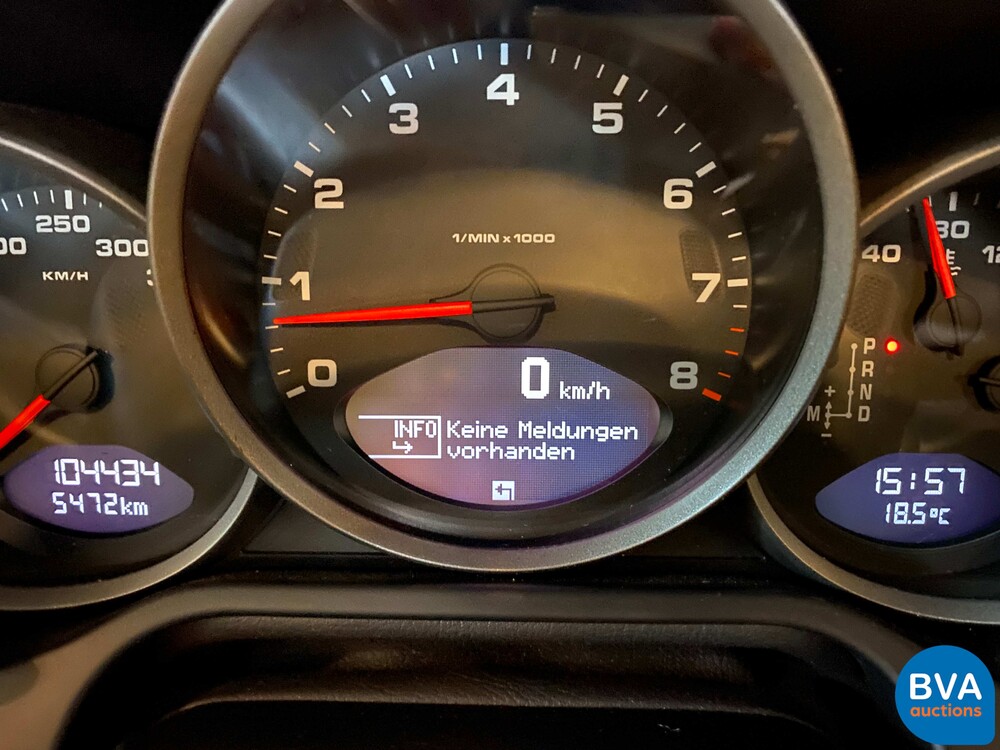 250
300
KM/H
104434
5472km
0
1
2
3
4
5
6
7
8
1/MIN x 1000
0 km/h
INFO Keine Meldungen
vorhanden
40
80
P
R
N
M D
+
-
15:57
18.5°C
BVA
auctions